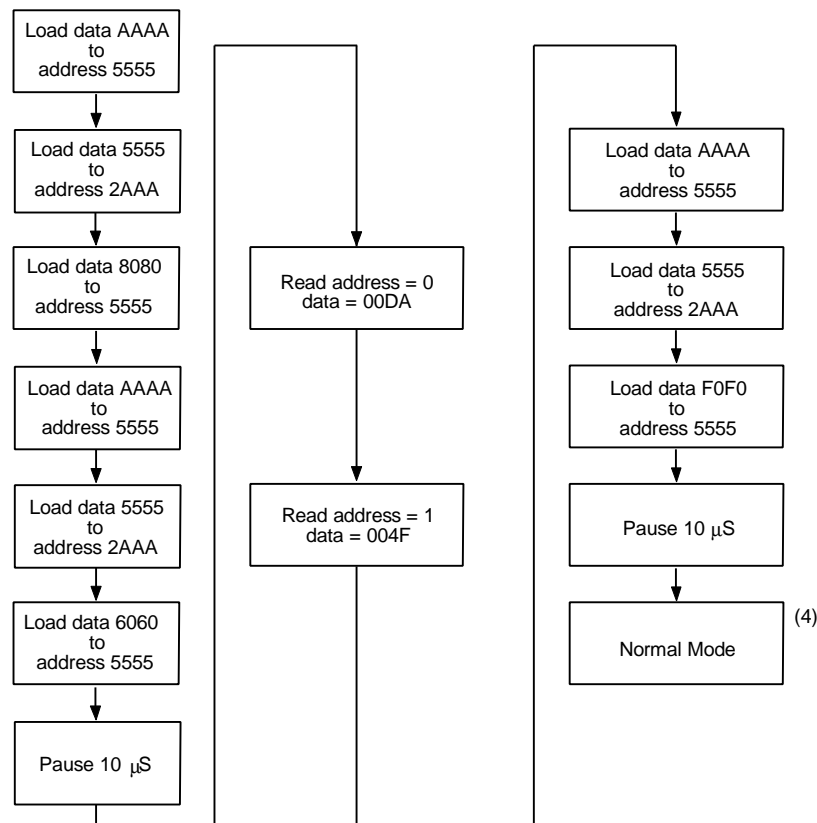 Load data AAAA
to
address 5555
Load data 5555
to
address 2AAA
Load data 8080
to
address 5555
Load data AAAA
to
address 5555
Load data 5555
to
address 2AAA
Load data 6060
to
address 5555
Pause 10 μS
Read address = 0
data = 00DA
Read address = 1
data = 004F
Load data AAAA
to
address 5555
Load data 5555
to
address 2AAA
Load data F0F0
to
address 5555
Pause 10 μS
Normal Mode
(4)